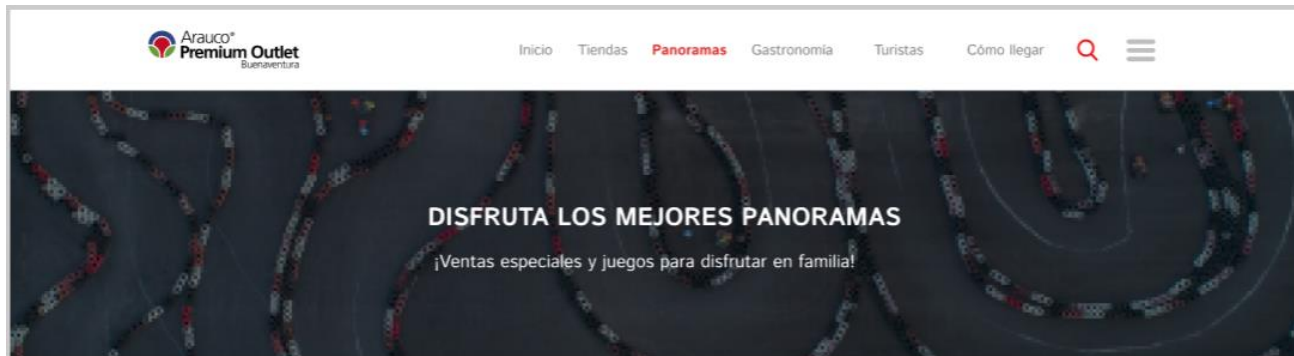 Arauco®
Premium Outlet
Buenaventura
Inicio Tiendas Panoramas Gastronomía Turistas Cómo llegar
DISFRUTA LOS MEJORES PANORAMAS
¡Ventas especiales y juegos para disfrutar en familia!